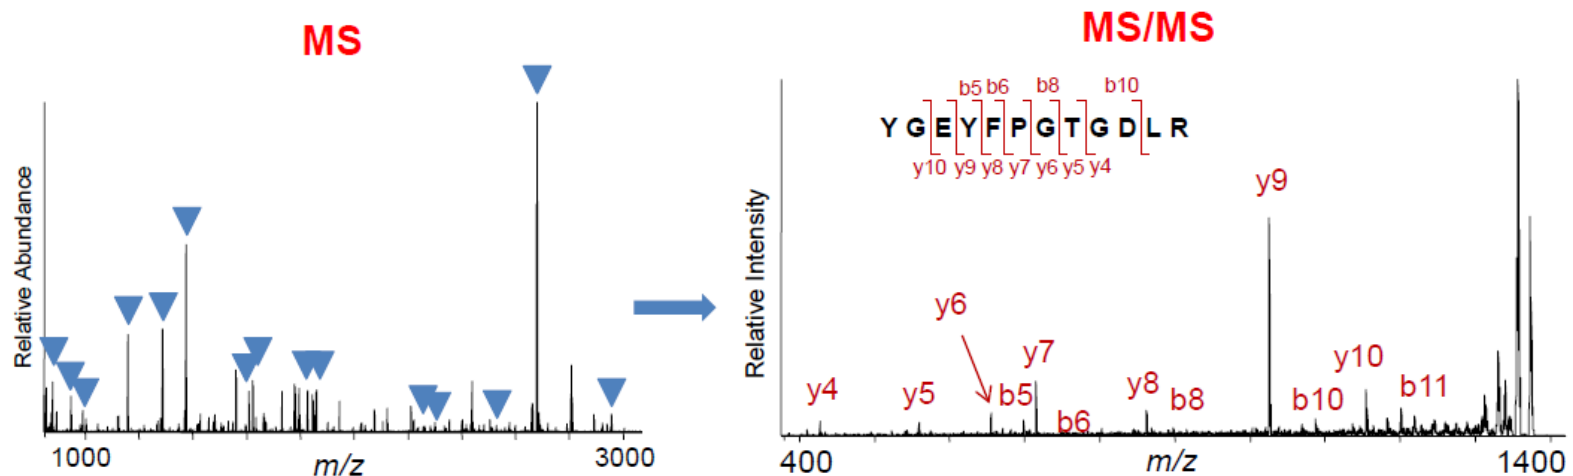 MS
Relative Abundance
1000
m/z
3000
MS/MS
b5 b6 b8 b10
Y G E Y F P G T G D L R
y10 y9 y8 y7 y6 y5 y4
Relative Intensity
y4
y5
y6
b5
y7
b6
y8
b8
y9
b10
y10
b11
400
m/z
1400